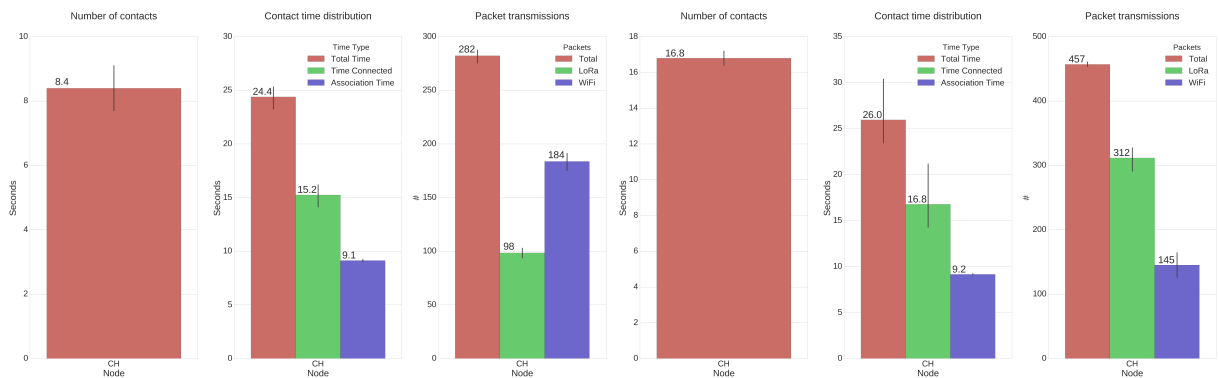 Number of contacts
10
8
6
4
2
0
Seconds
8.4
CH
Node
Contact time distribution
30
25
20
15
10
5
0
Seconds
Time Type
Total Time
Time Connected
Association Time
24.4
15.2
9.1
CH
Node
Packet transmissions
300
250
200
150
100
50
0
#
Packets
Total
LoRa
WiFi
282
98
184
CH
Node
Number of contacts
18
16
14
12
10
8
6
4
2
0
Seconds
16.8
CH
Node
Contact time distribution
35
30
25
20
15
10
5
0
Seconds
Time Type
Total Time
Time Connected
Association Time
26.0
16.8
9.2
CH
Node
Packet transmissions
500
400
300
200
100
0
#
Packets
Total
LoRa
WiFi
457
312
145
CH
Node